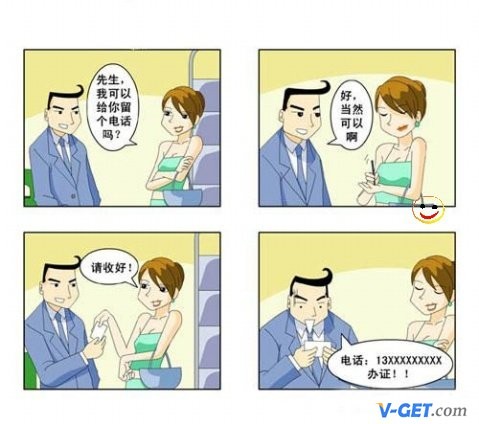 先生，
我可以
给你留
个电话
吗？
好，
当然
可以
啊
请收好！
电话：13XXXXXXXXX
办证！！
V-GET.com